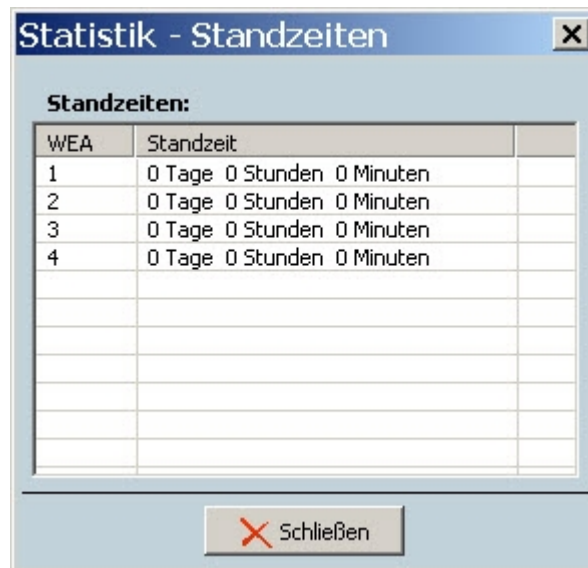 Statistik - Standzeiten
Standzeiten:
WEA Standzeit
1 0 Tage 0 Stunden 0 Minuten
2 0 Tage 0 Stunden 0 Minuten
3 0 Tage 0 Stunden 0 Minuten
4 0 Tage 0 Stunden 0 Minuten
Schließen